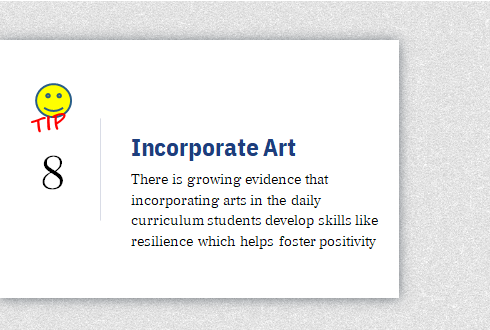 TIP
8
Incorporate Art
There is growing evidence that
incorporating arts in the daily
curriculum students develop skills like
resilience which helps foster positivity